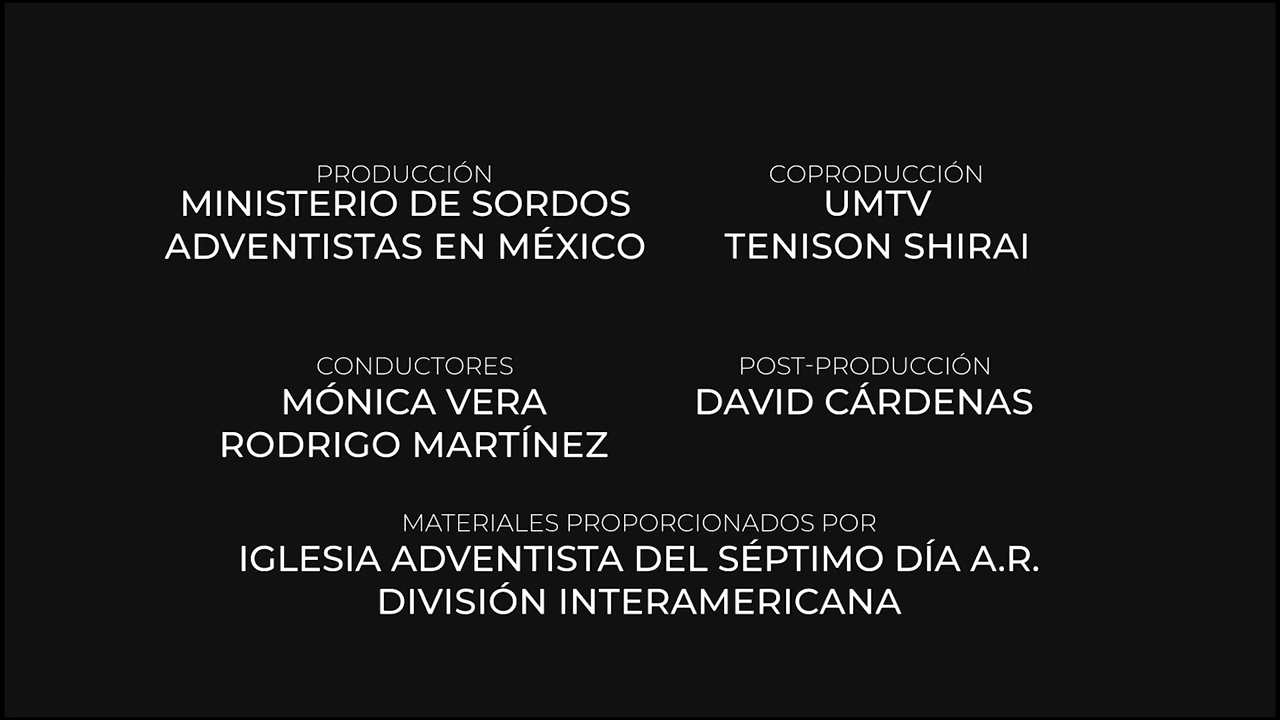 PRODUCCIÓN
MINISTERIO DE SORDOS
ADVENTISTAS EN MÉXICO
COPRODUCCIÓN
UMTV
TENISON SHIRAI
CONDUCTORES
MÓNICA VERA
RODRIGO MARTÍNEZ
POST-PRODUCCIÓN
DAVID CÁRDENAS
MATERIALES PROPORCIONADOS POR
IGLESIA ADVENTISTA DEL SÉPTIMO DÍA A.R.
DIVISIÓN INTERAMERICANA